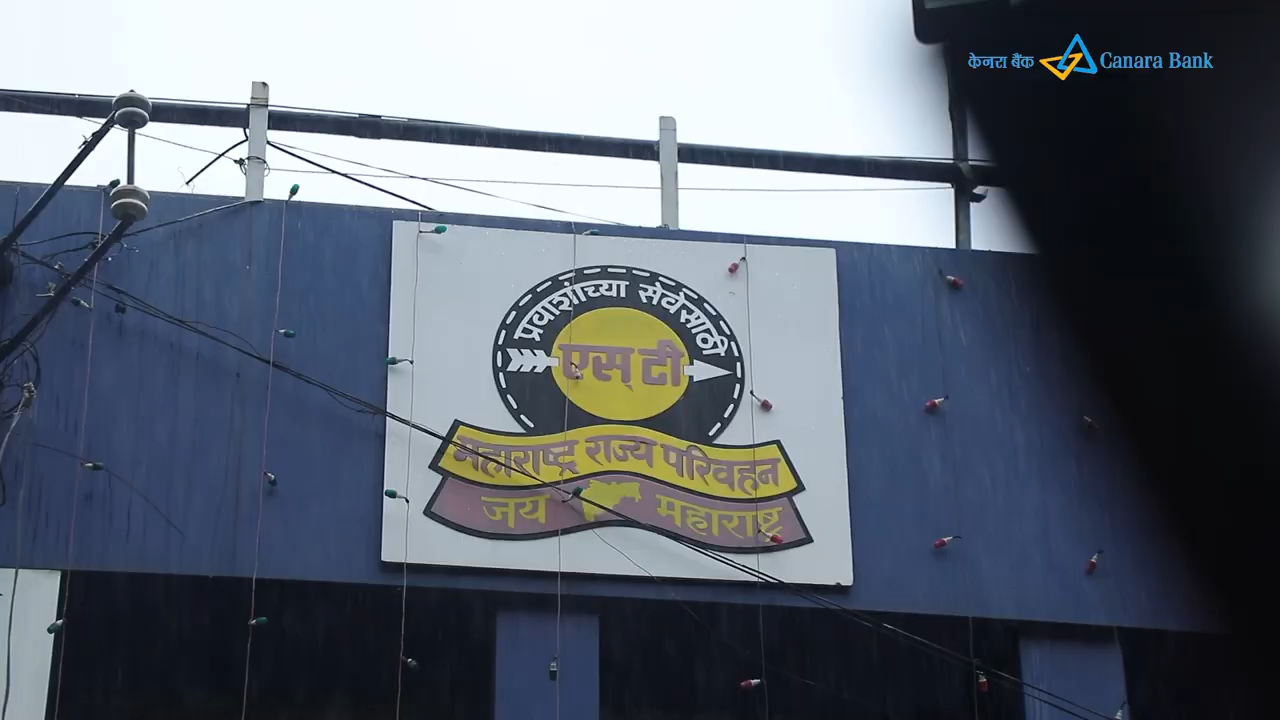 केनरा बैंक Canara Bank
प्रवाशांच्या सेवेसाठी
एस् टी
महाराष्ट्र राज्य परिवहन
जय महाराष्ट्र